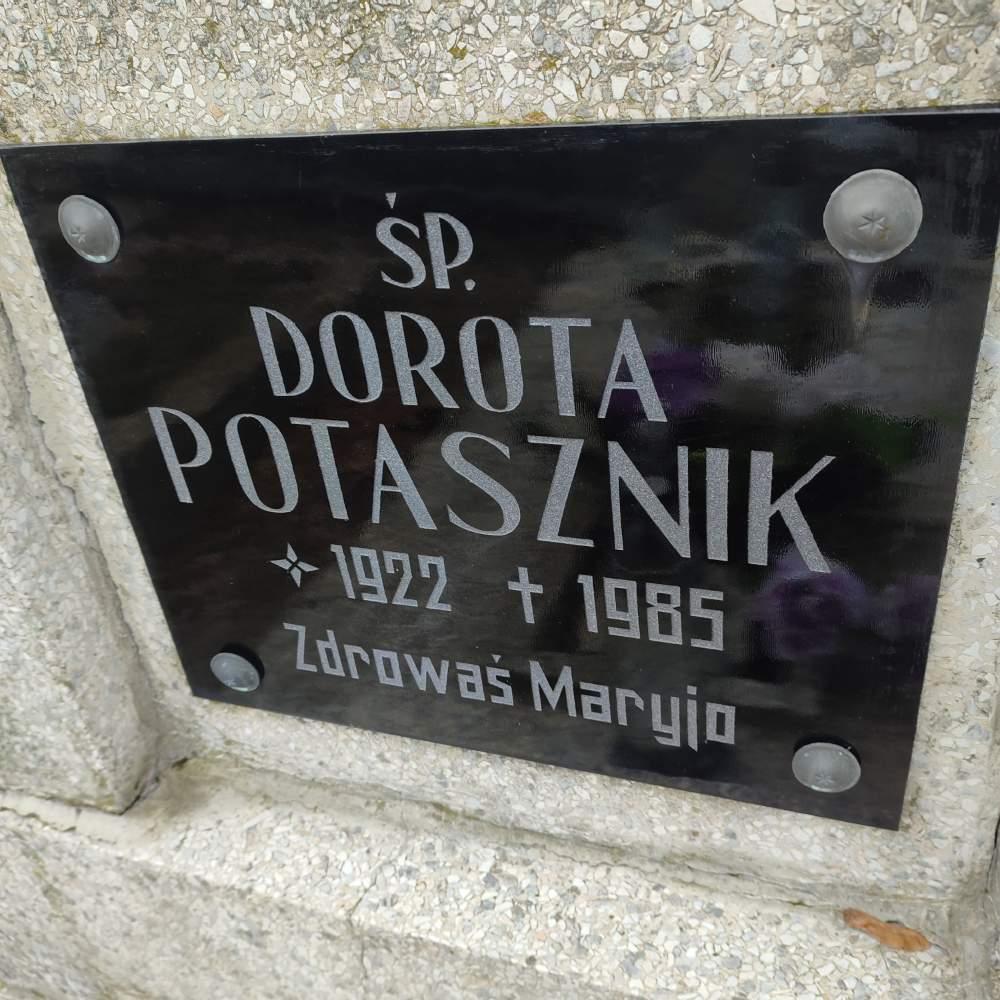 ŚP.
DOROTA
POTASZNIK
1922 1985
Zdrowaś Maryjo